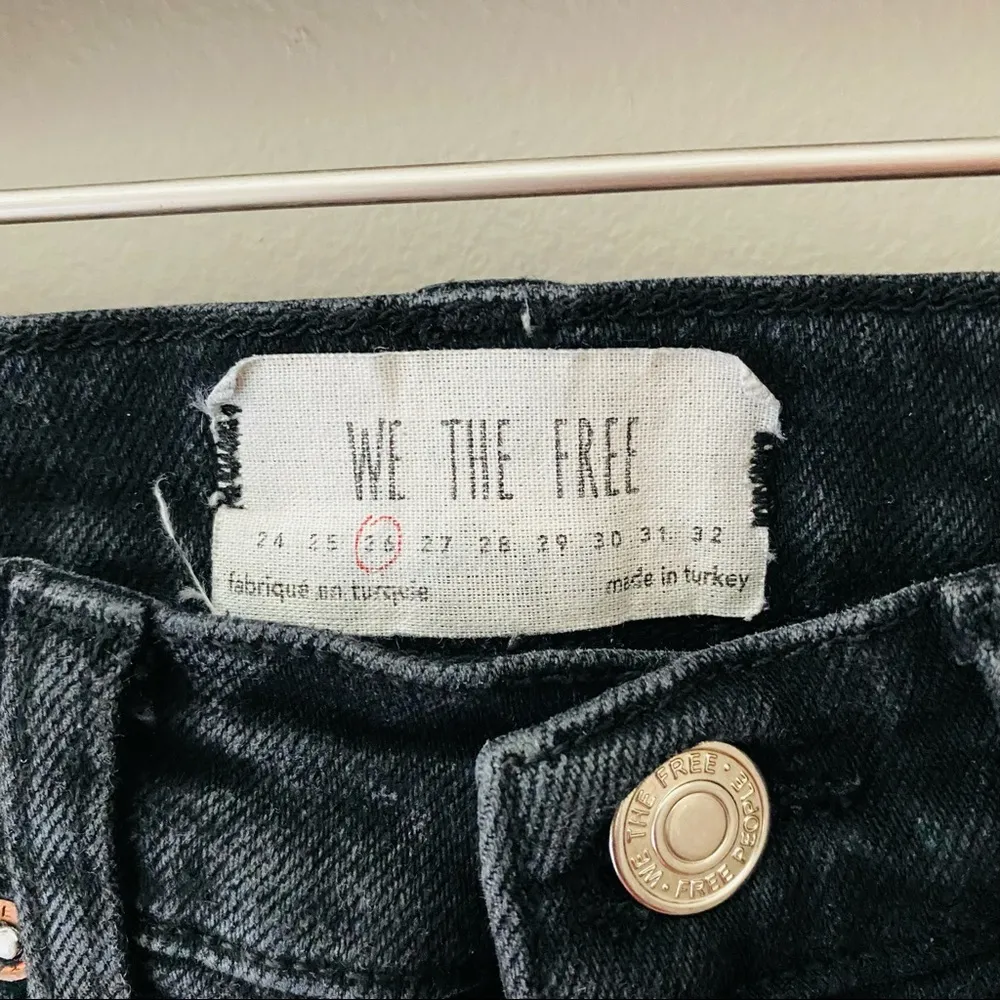 WE THE FREE
24 25 26 27 28 29 30 31 32
fabriqué en turquie made in turkey
WE THE FREE · FREE PEOPLE ·